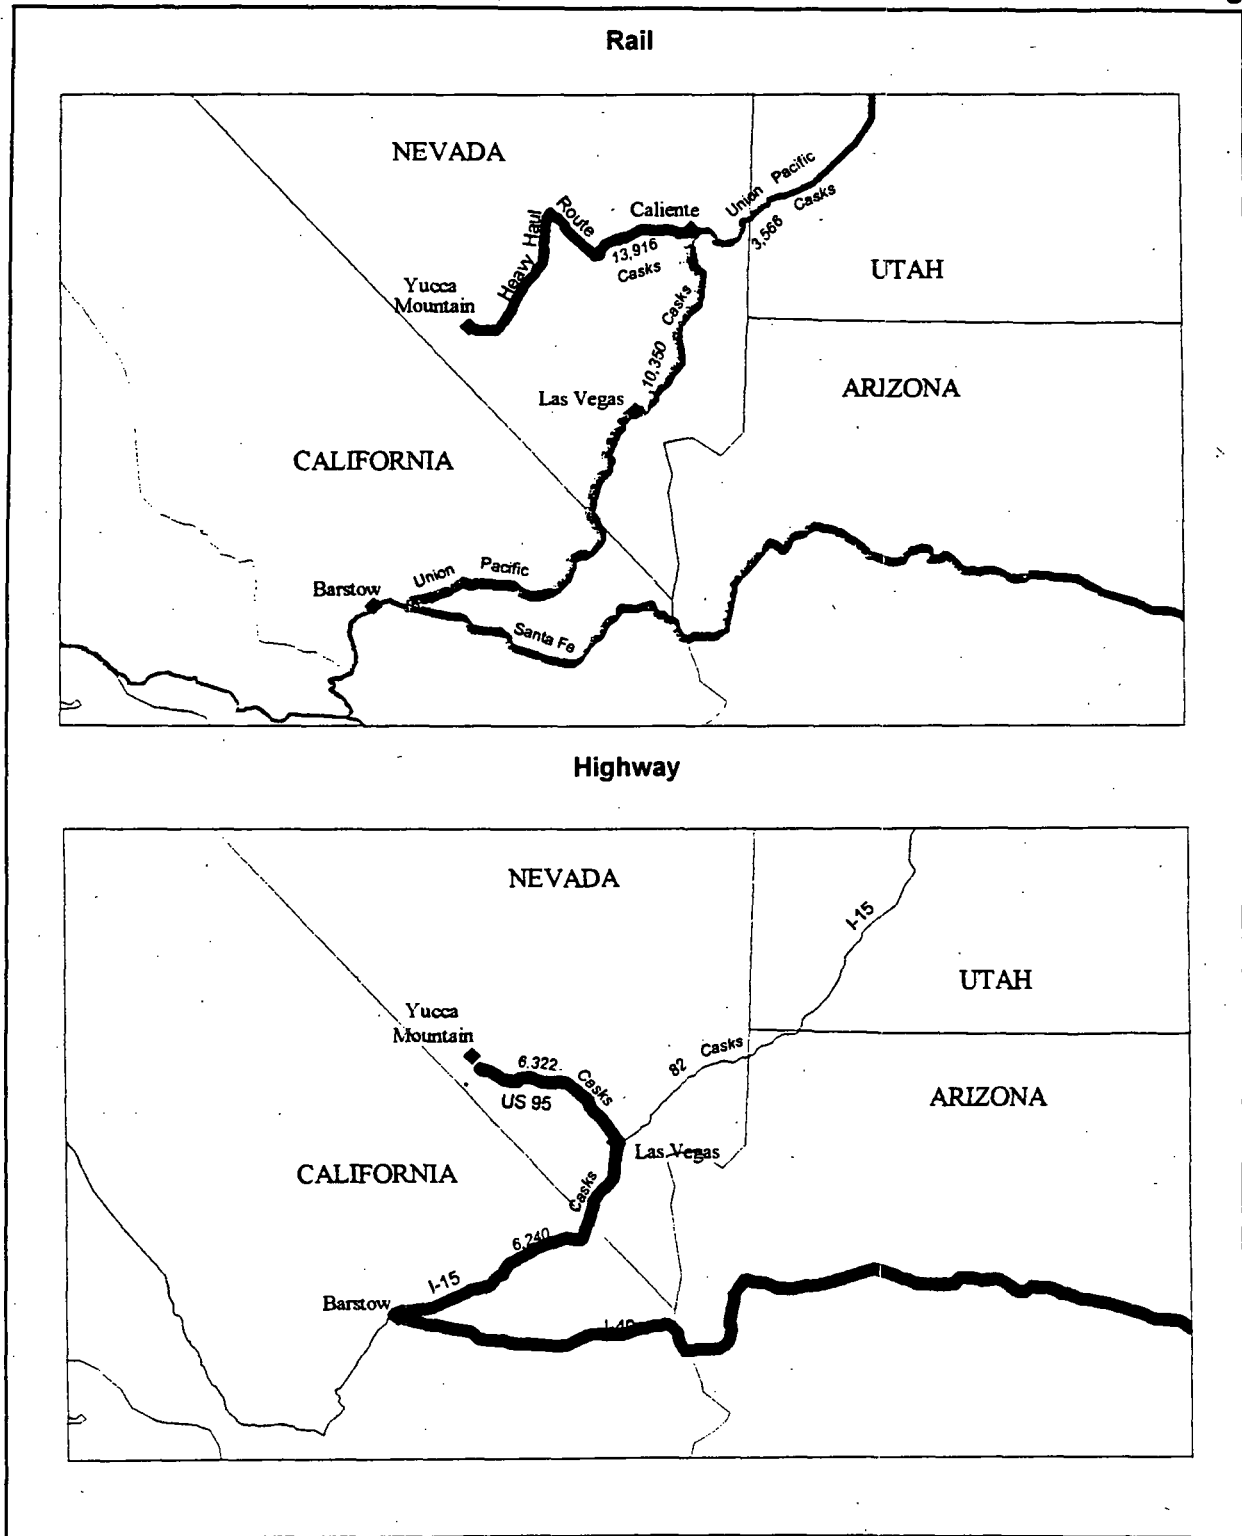 Rail
NEVADA
Heavy Haul
Route
Caliente
Union Pacific
3,566 Casks
13,916
Casks
UTAH
Yucca
Mountain
10,350 Casks
ARIZONA
Las Vegas
CALIFORNIA
Union Pacific
Barstow
Santa Fe
Highway
NEVADA
I-15
UTAH
Yucca
Mountain
6,322 Casks
82 Casks
US 95
ARIZONA
Las Vegas
CALIFORNIA
6,240 Casks
I-15
Barstow
I-40